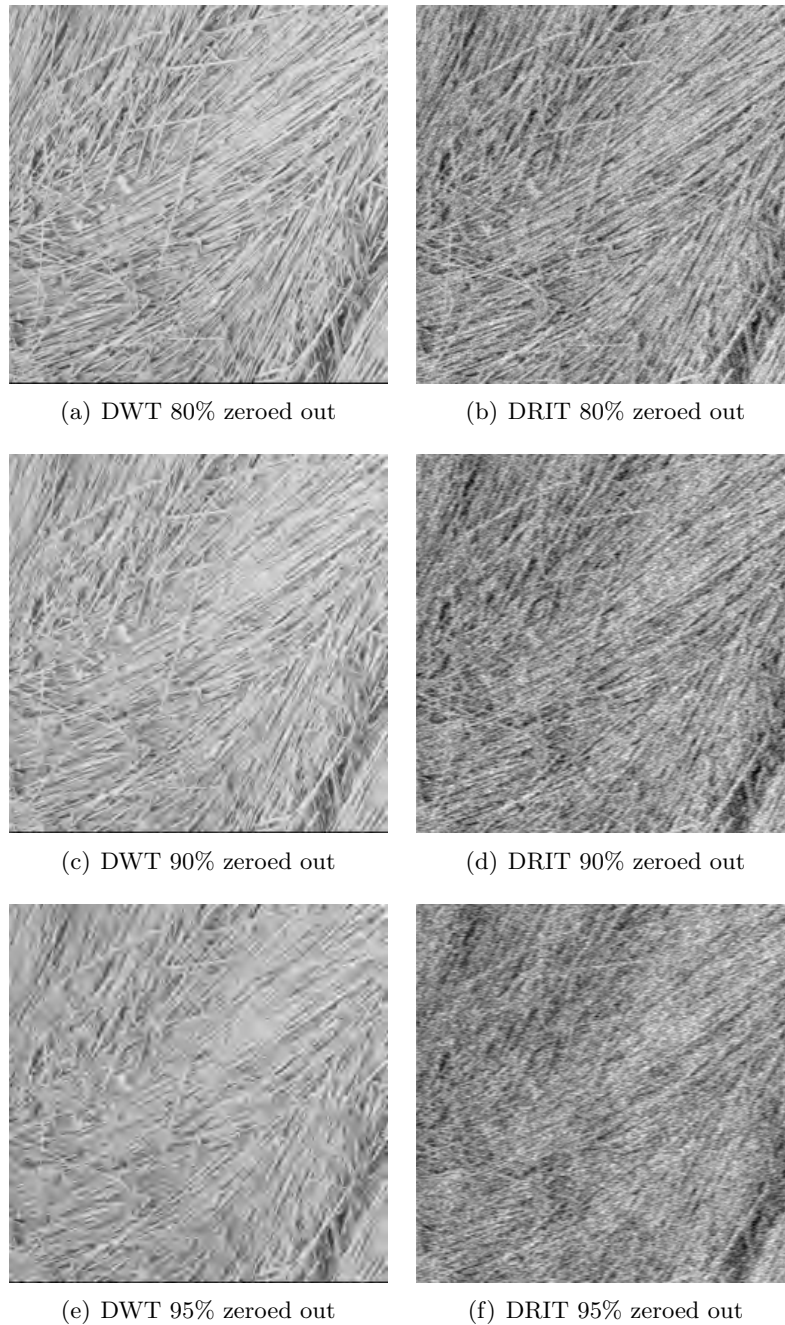 (a) DWT 80% zeroed out
(b) DRIT 80% zeroed out
(c) DWT 90% zeroed out
(d) DRIT 90% zeroed out
(e) DWT 95% zeroed out
(f) DRIT 95% zeroed out